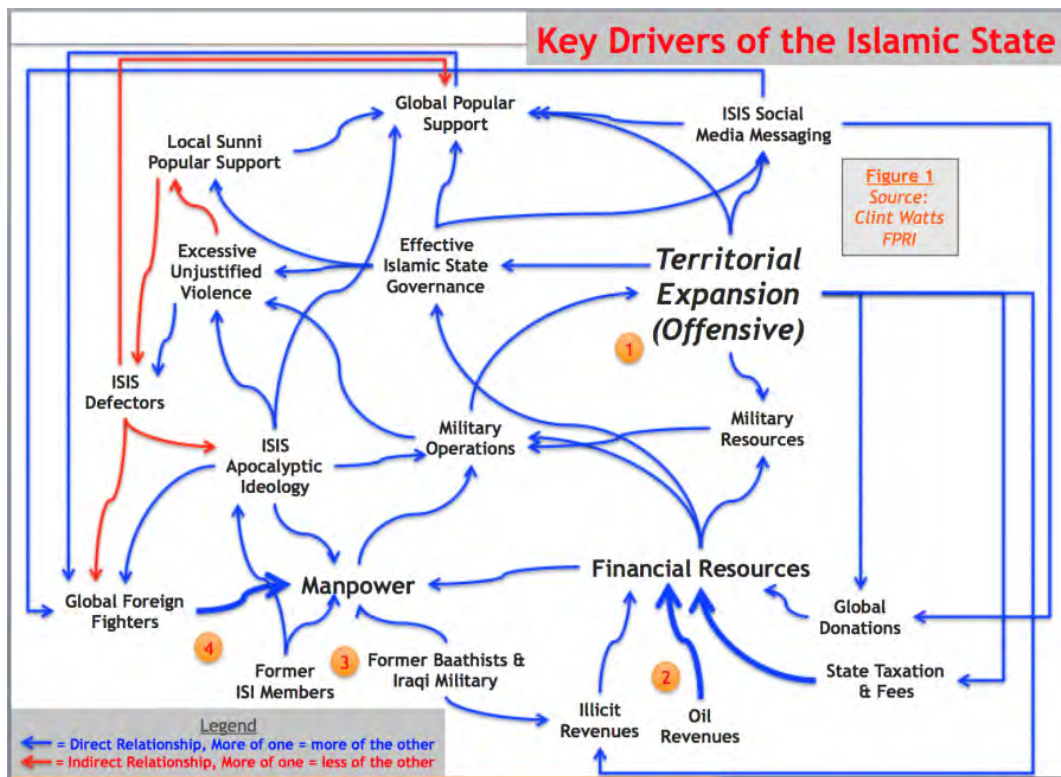 Key Drivers of the Islamic State
Global Popular
Support
ISIS Social
Media Messaging
Local Sunni
Popular Support
Figure 1
Source:
Clint Watts
FPRI
Excessive
Unjustified
Violence
Effective
Islamic State
Governance
Territorial
Expansion
(Offensive)
1
ISIS
Defectors
ISIS
Apocalyptic
Ideology
Military
Operations
Military
Resources
Global Foreign
Fighters
Manpower
Financial Resources
Global
Donations
4
Former
ISI Members
3
Former Baathists &
Iraqi Military
2
State Taxation
& Fees
Illicit
Revenues
Oil
Revenues
Legend
= Direct Relationship, More of one = more of the other
= Indirect Relationship, More of one = less of the other